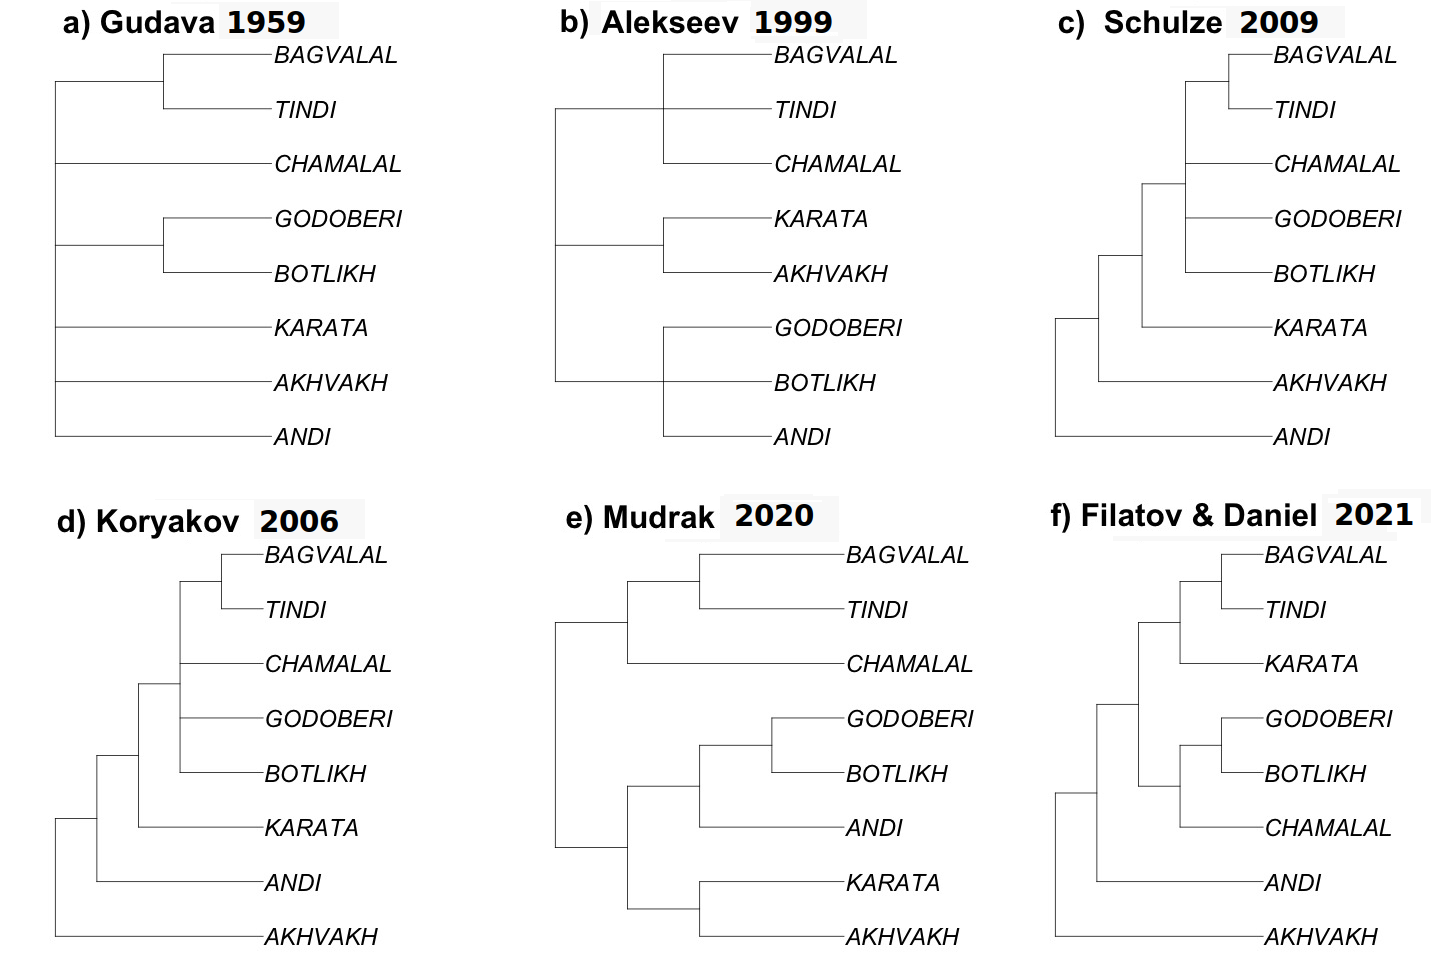 a) Gudava 1959
BAGVALAL
TINDI
CHAMALAL
GODOBERI
BOTLIKH
KARATA
AKHVAKH
ANDI
b) Alekseev 1999
BAGVALAL
TINDI
CHAMALAL
KARATA
AKHVAKH
GODOBERI
BOTLIKH
ANDI
c) Schulze 2009
BAGVALAL
TINDI
CHAMALAL
GODOBERI
BOTLIKH
KARATA
AKHVAKH
ANDI
d) Koryakov 2006
BAGVALAL
TINDI
CHAMALAL
GODOBERI
BOTLIKH
KARATA
ANDI
AKHVAKH
e) Mudrak 2020
BAGVALAL
TINDI
CHAMALAL
GODOBERI
BOTLIKH
ANDI
KARATA
AKHVAKH
f) Filatov & Daniel 2021
BAGVALAL
TINDI
KARATA
GODOBERI
BOTLIKH
CHAMALAL
ANDI
AKHVAKH